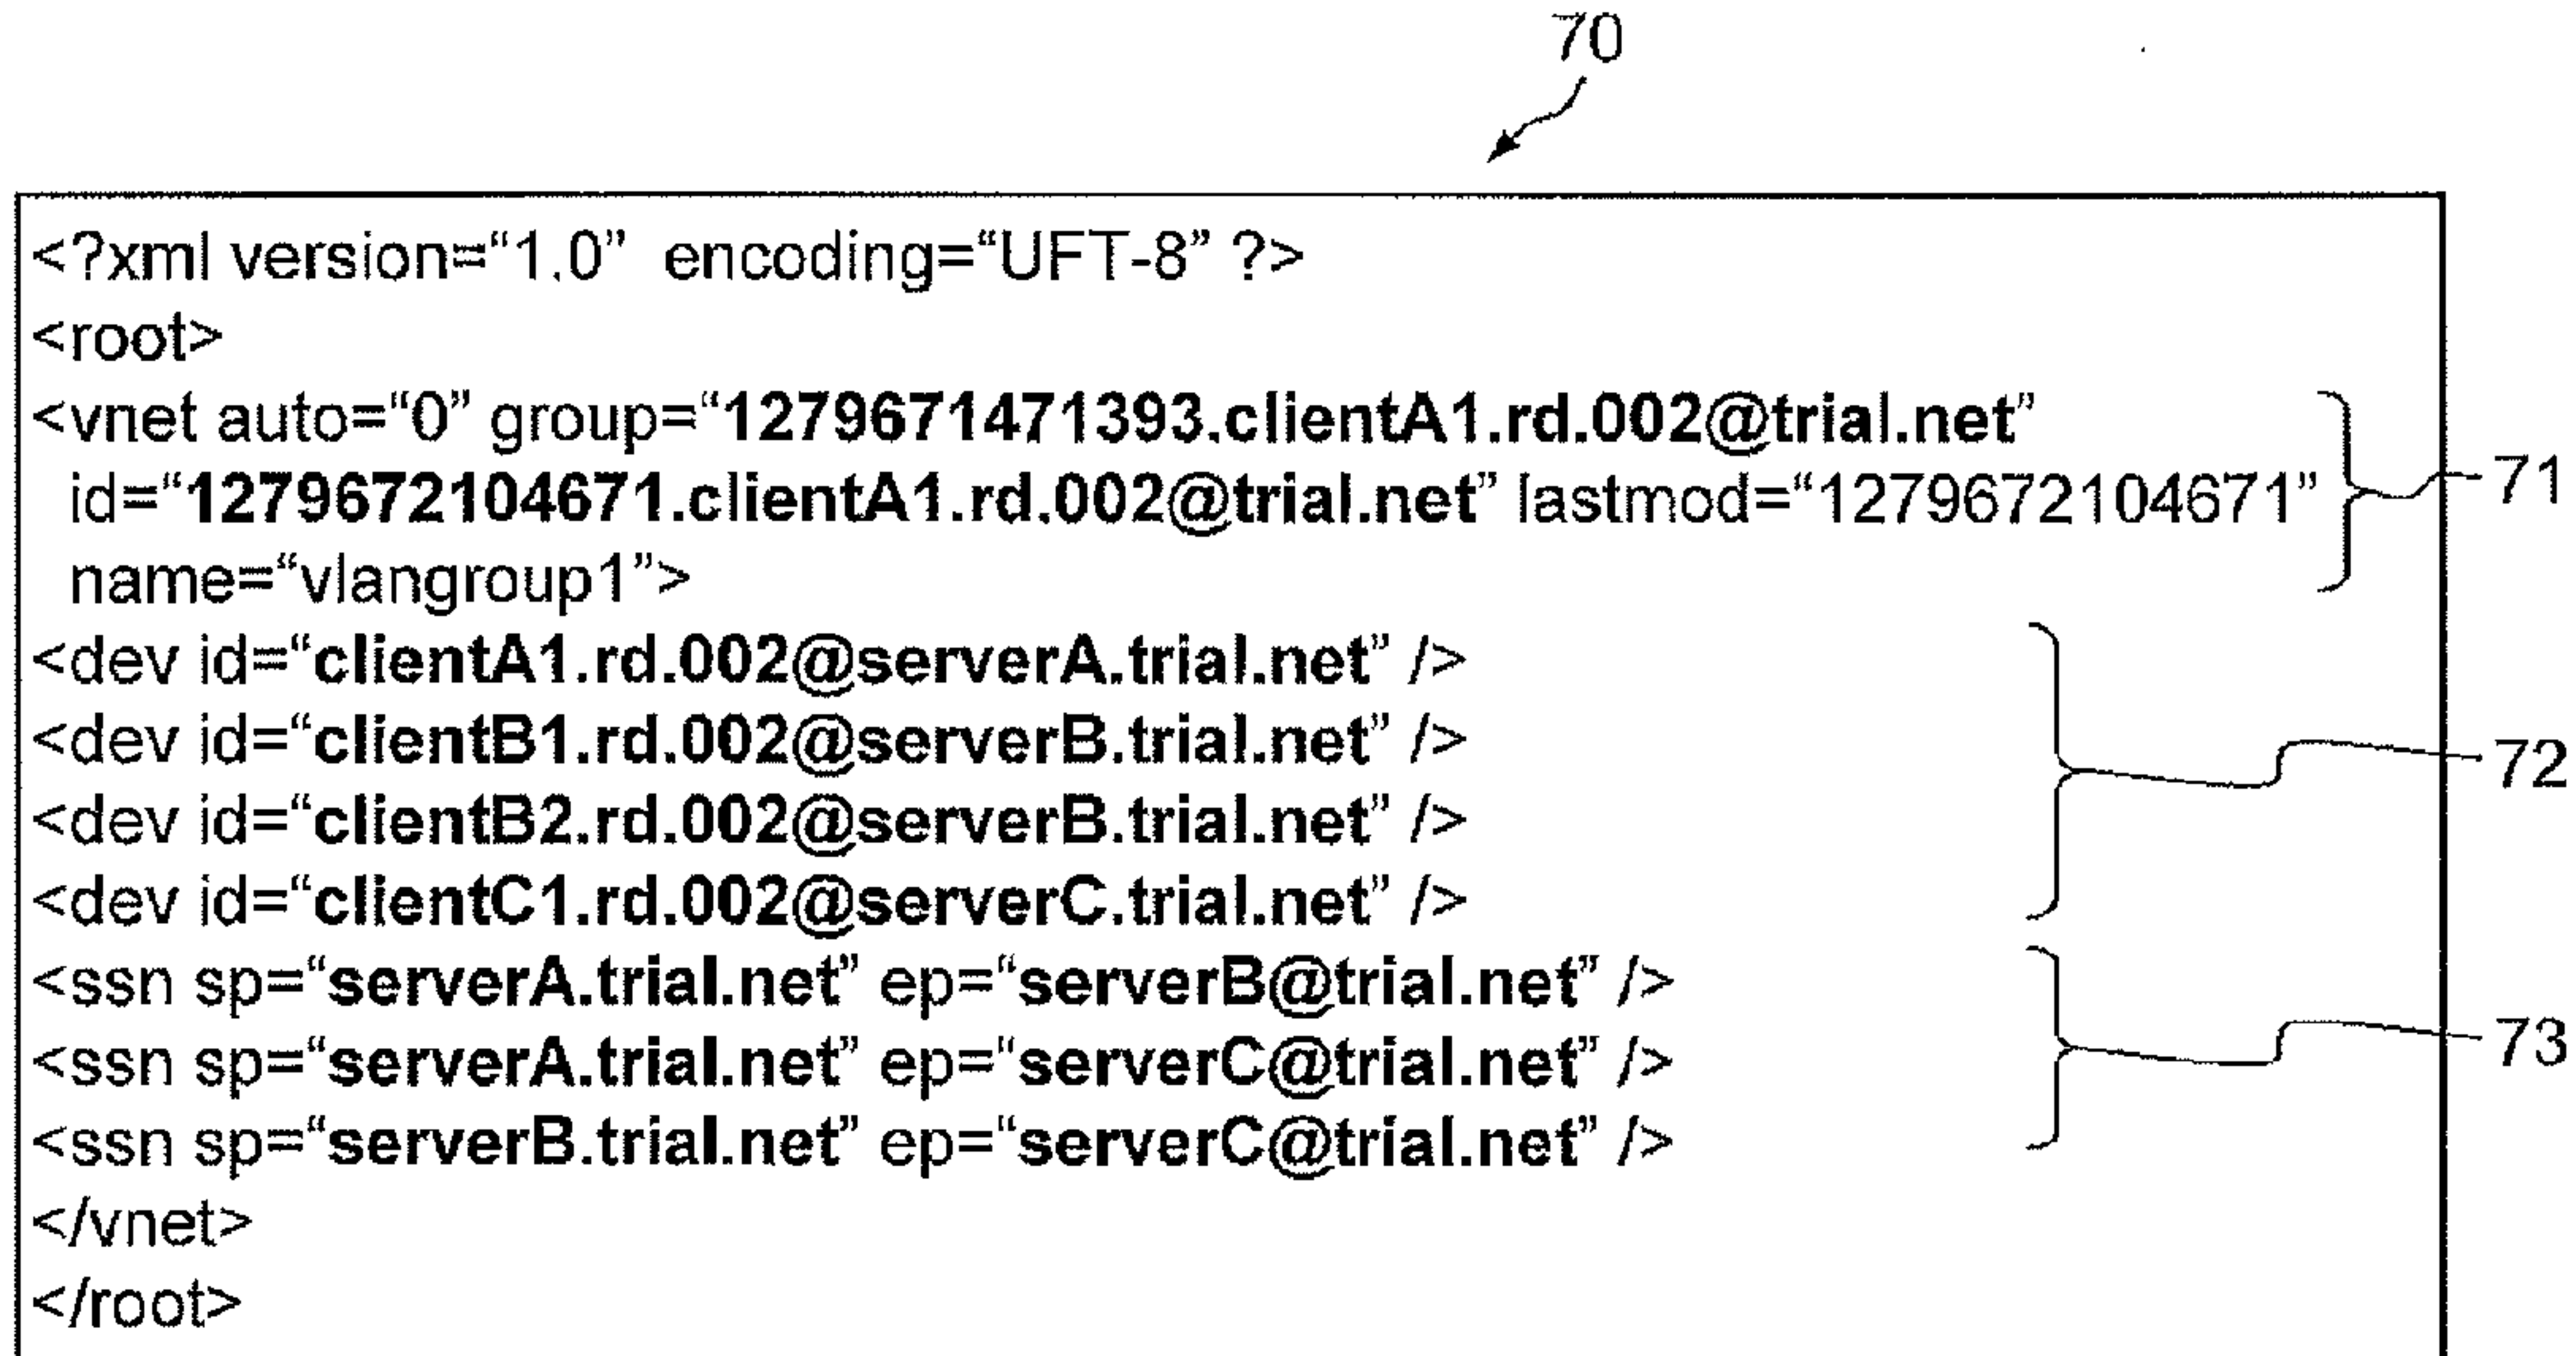 70
<?xml version=“1.0” encoding=“UFT-8” ?>
<root>
<vnet auto=“0” group=“1279671471393.clientA1.rd.002@trial.net”
id=“1279672104671.clientA1.rd.002@trial.net” lastmod=“1279672104671”
71
name=“vlangroup1”>
<dev id=“clientA1.rd.002@serverA.trial.net” />
<dev id=“clientB1.rd.002@serverB.trial.net” />
72
<dev id=“clientB2.rd.002@serverB.trial.net” />
<dev id=“clientC1.rd.002@serverC.trial.net” />
<ssn sp=“serverA.trial.net” ep=“serverB@trial.net” />
<ssn sp=“serverA.trial.net” ep=“serverC@trial.net” />
73
<ssn sp=“serverB.trial.net” ep=“serverC@trial.net” />
</vnet>
</root>